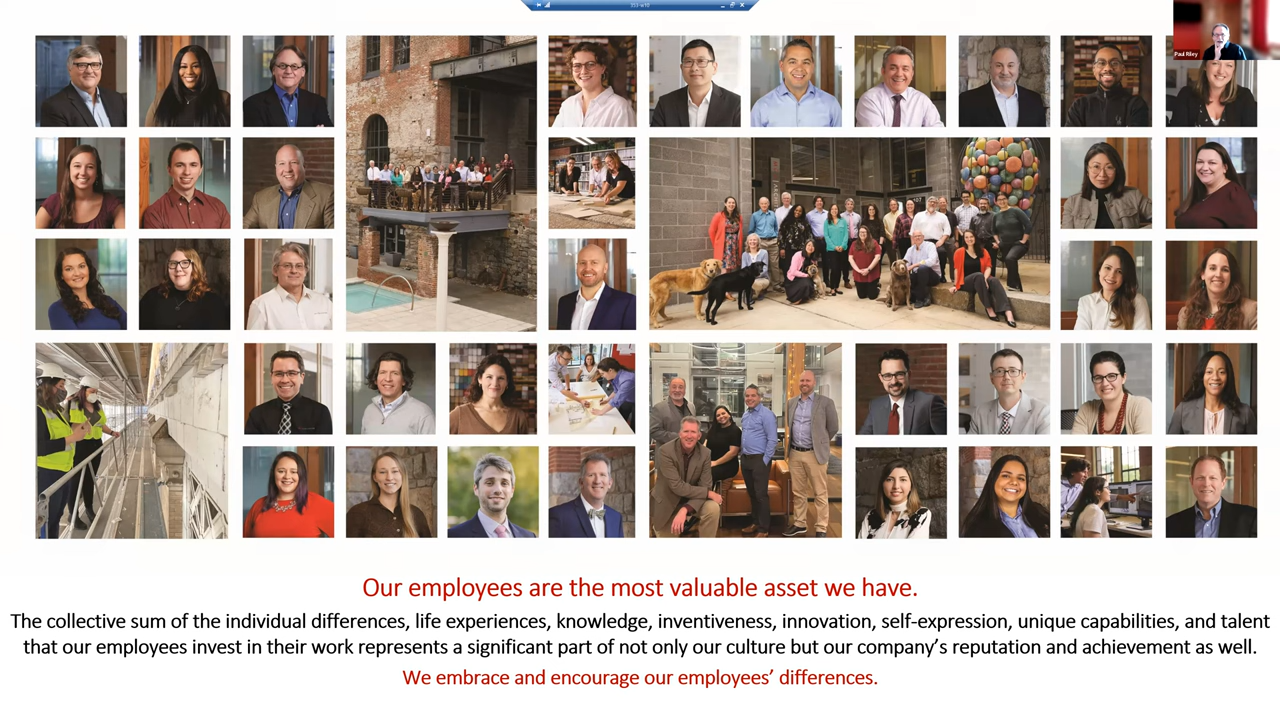 353-w10
Paul Riley
Our employees are the most valuable asset we have.
The collective sum of the individual differences, life experiences, knowledge, inventiveness, innovation, self-expression, unique capabilities, and talent
that our employees invest in their work represents a significant part of not only our culture but our company’s reputation and achievement as well.
We embrace and encourage our employees’ differences.